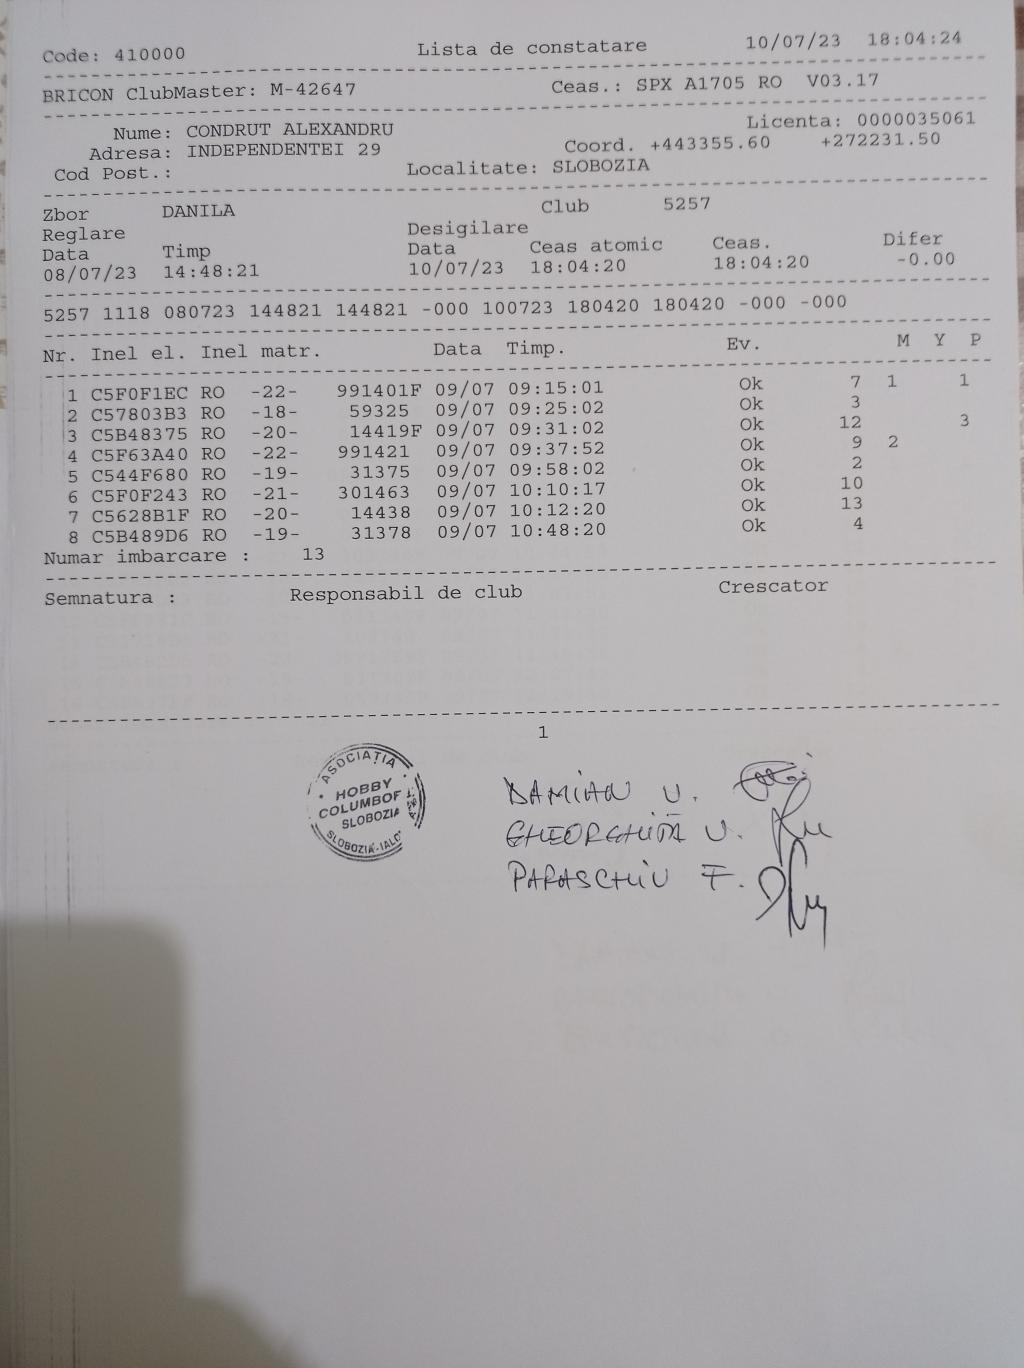 Code: 410000 Lista de constatare 10/07/23 18:04:24
BRICON ClubMaster: M-42647 Ceas.: SPX A1705 RO V03.17
Nume: CONDRUT ALEXANDRU Licenta: 0000035061
Adresa: INDEPENDENTEI 29 Coord. +443355.60 +272231.50
Cod Post.: Localitate: SLOBOZIA
Zbor DANILA Club 5257
Reglare Desigilare
Data Timp Data Ceas atomic Ceas. Difer
08/07/23 14:48:21 10/07/23 18:04:20 18:04:20 -0.00
5257 1118 080723 144821 144821 -000 100723 180420 180420 -000 -000
Nr. Inel el. Inel matr. Data Timp. Ev. M Y P
1 C5F0F1EC RO -22- 991401F 09/07 09:15:01 Ok 7 1 1
2 C57803B3 RO -18- 59325 09/07 09:25:02 Ok 3
3 C5B48375 RO -20- 14419F 09/07 09:31:02 Ok 12 3
4 C5F63A40 RO -22- 991421 09/07 09:37:52 Ok 9 2
5 C544F680 RO -19- 31375 09/07 09:58:02 Ok 2
6 C5F0F243 RO -21- 301463 09/07 10:10:17 Ok 10
7 C5628B1F RO -20- 14438 09/07 10:12:20 Ok 13
8 C5B489D6 RO -19- 31378 09/07 10:48:20 Ok 4
Numar imbarcare : 13
Semnatura : Responsabil de club Crescator
1
ASOCIAȚIA
HOBBY
COLUMBOF
SLOBOZIA
SLOBOZIA-IALO
DAMIAN V.
GHEORGHITĂ V.
PARASCHIV F.